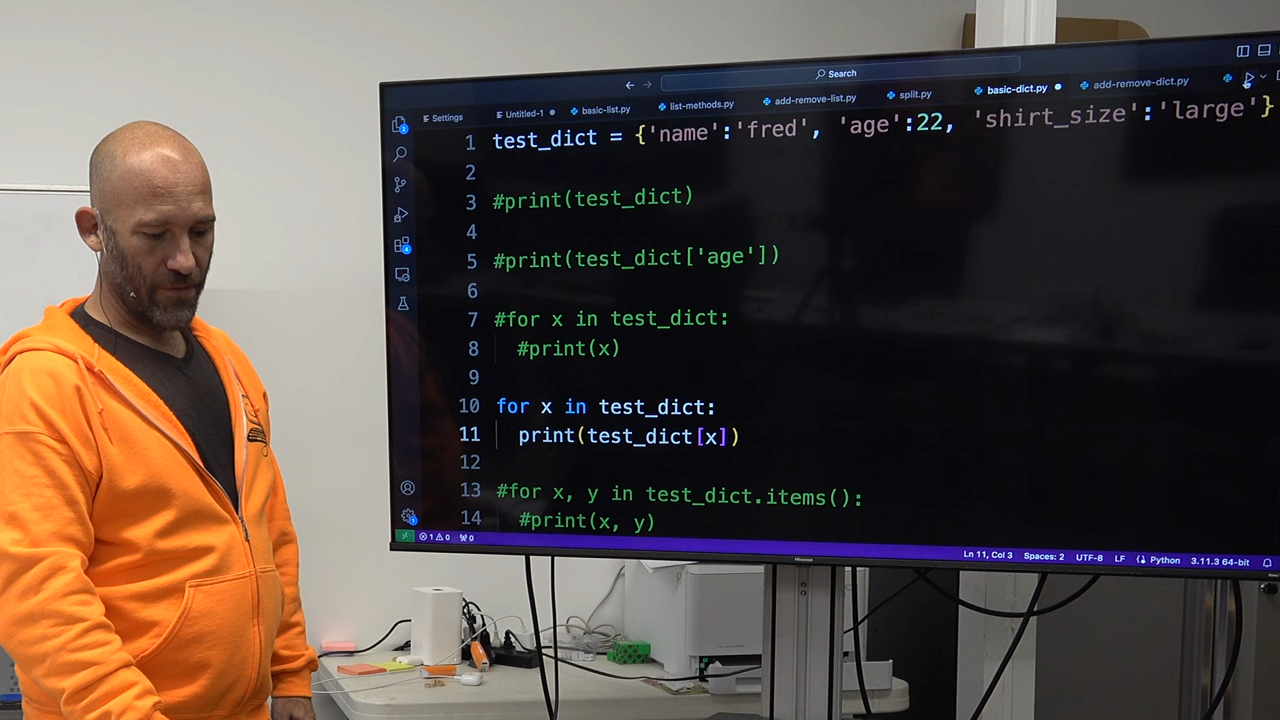 Search
Settings
Untitled-1
basic-list.py
list-methods.py
add-remove-list.py
split.py
basic-dict.py
add-remove-dict.py
1 test_dict = {'name':'fred', 'age':22, 'shirt_size':'large'}
2
3 #print(test_dict)
4
5 #print(test_dict['age'])
6
7 #for x in test_dict:
8 #print(x)
9
10 for x in test_dict:
11 print(test_dict[x])
12
13 #for x, y in test_dict.items():
14 #print(x, y)
1 0 0 Ln 11, Col 3 Spaces: 2 UTF-8 LF Python 3.11.3 64-bit
Hisense